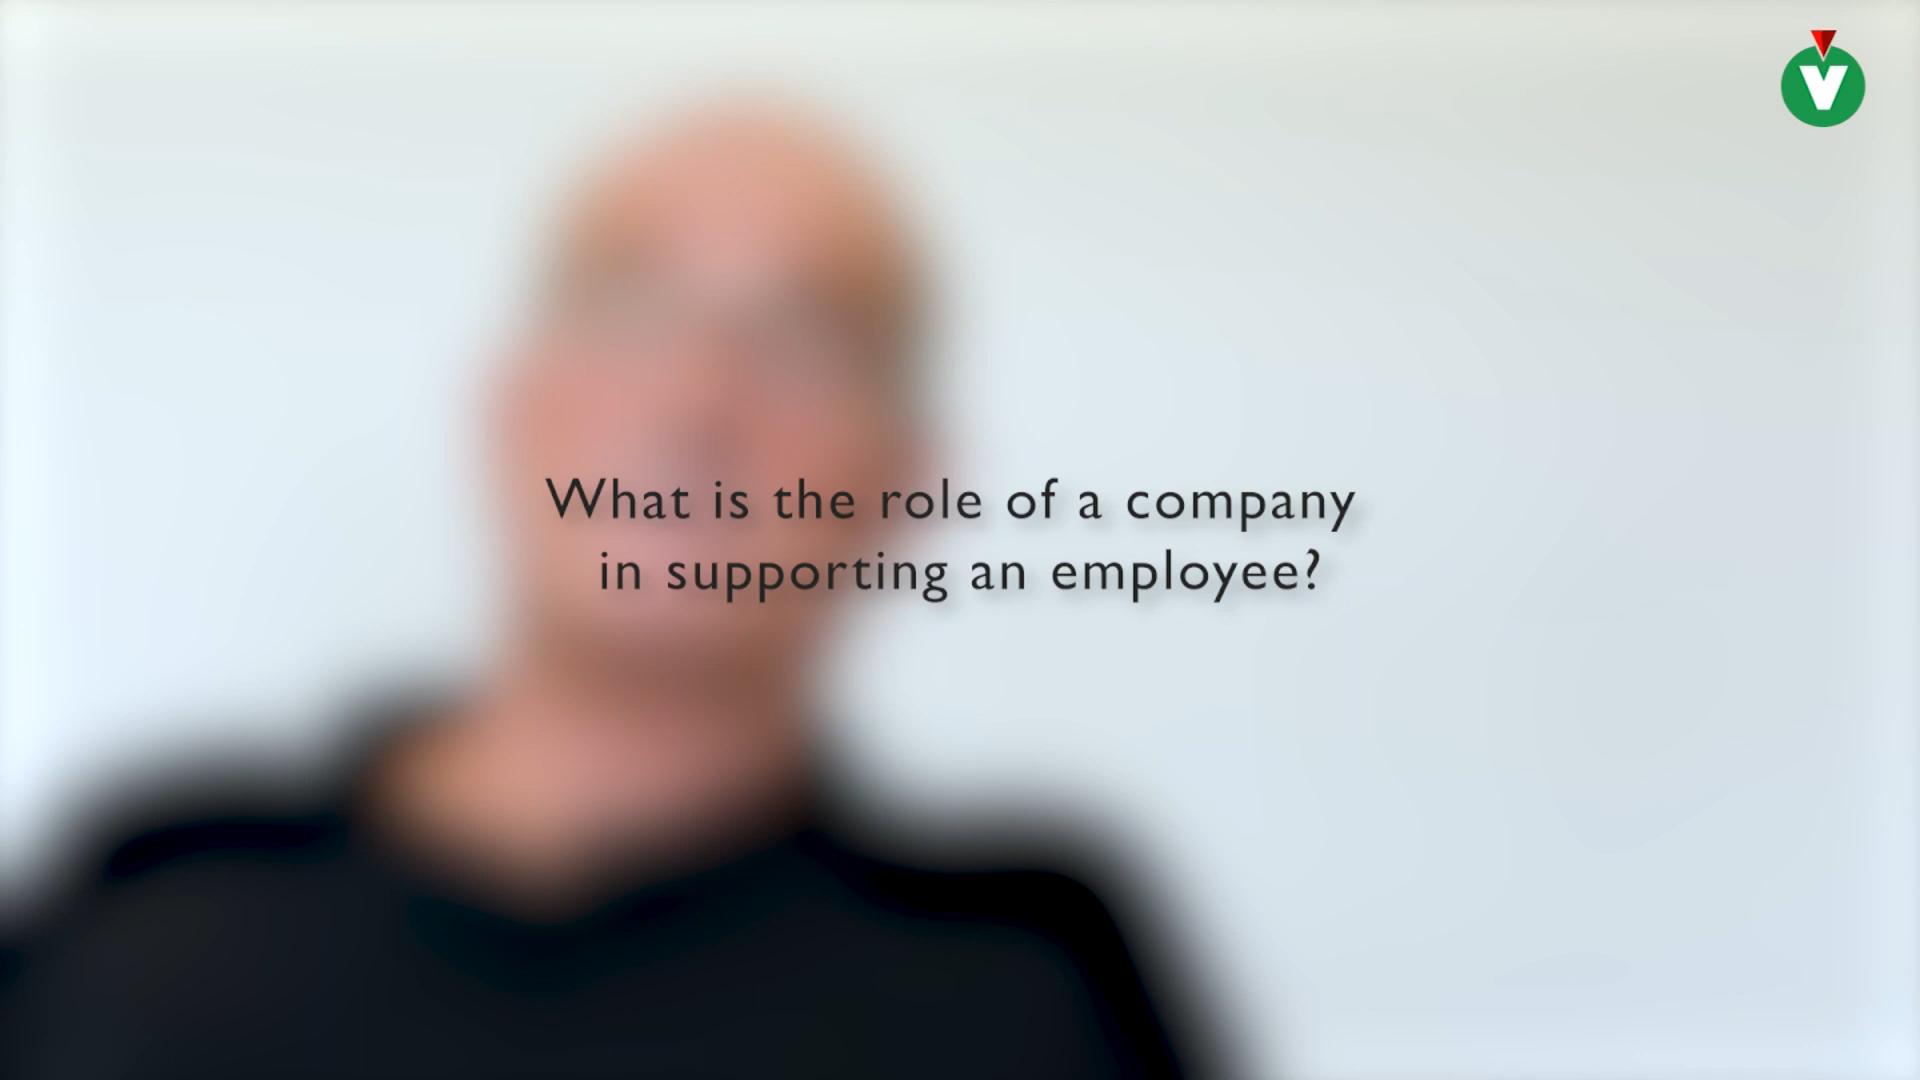 V
What is the role of a company
in supporting an employee?